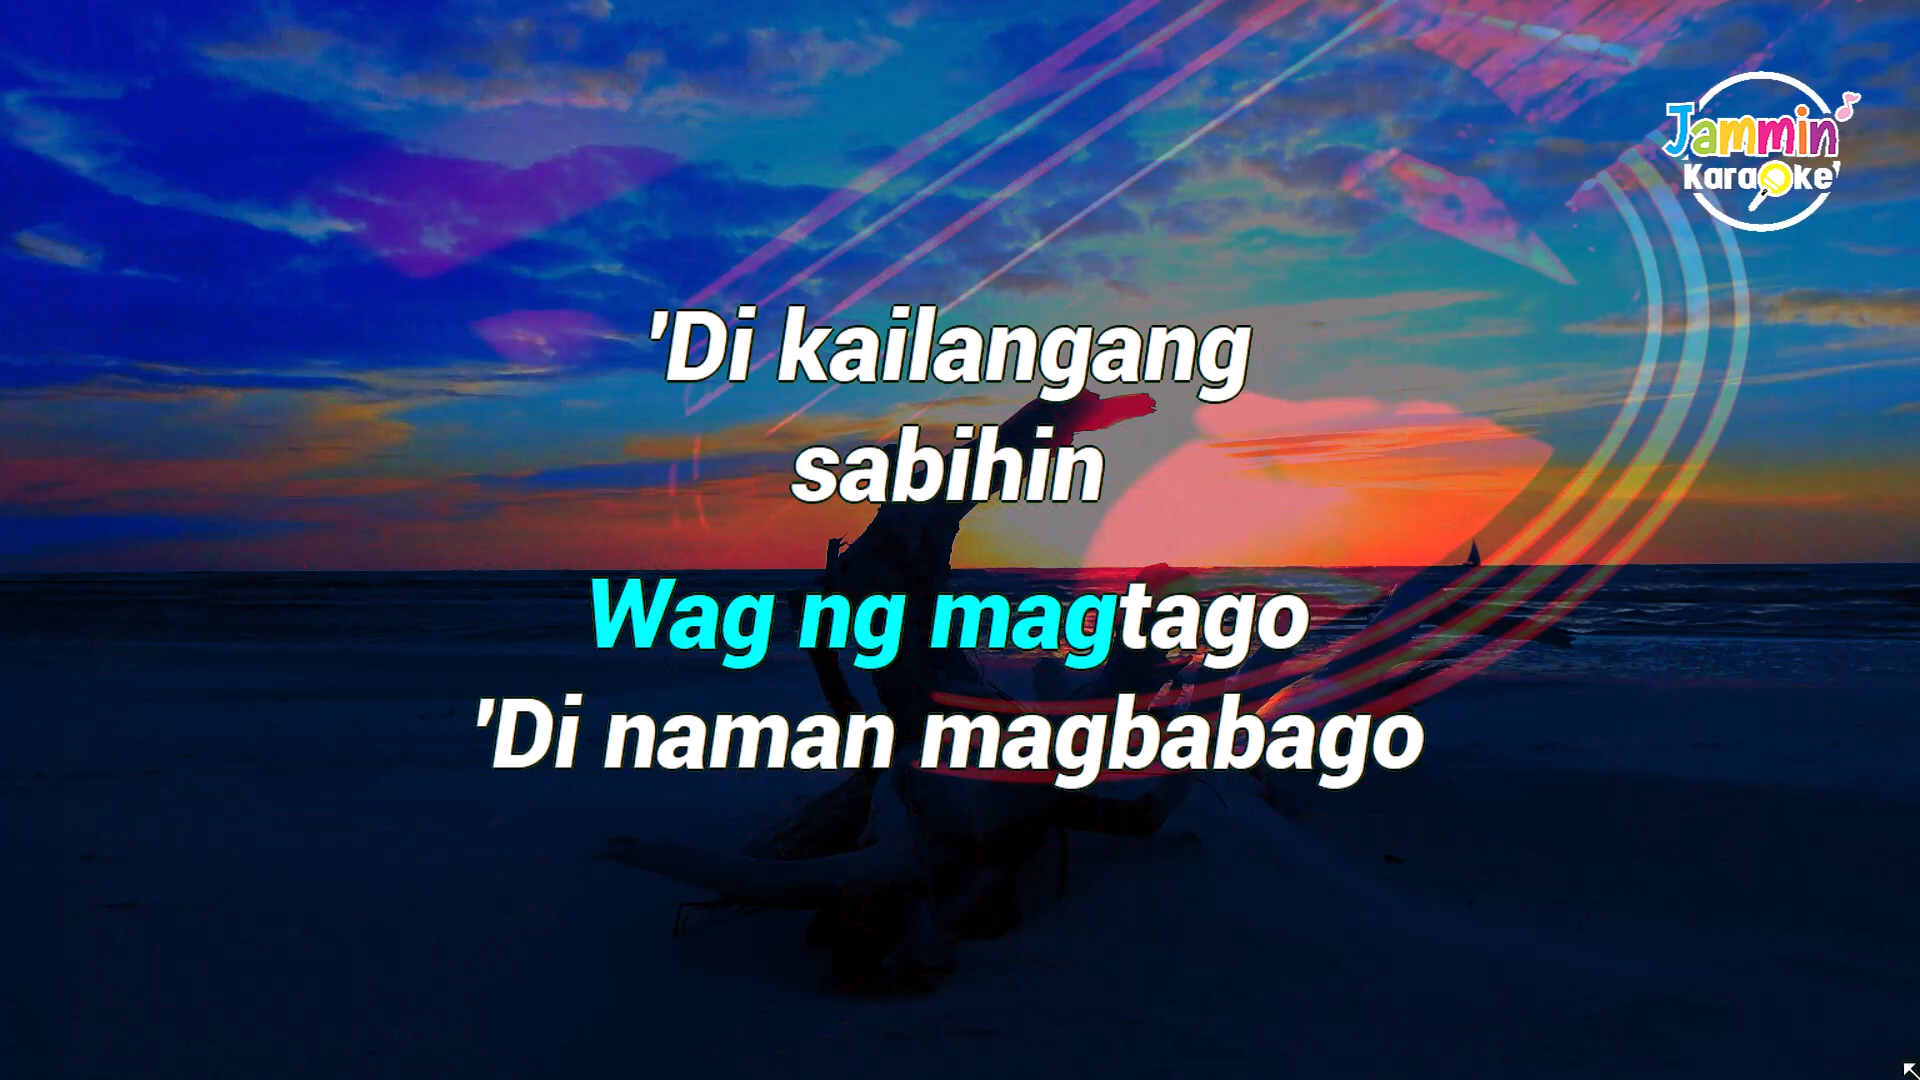 Jammin'
Karaoke'
'Di kailangang
sabihin
Wag ng magtago
'Di naman magbabago